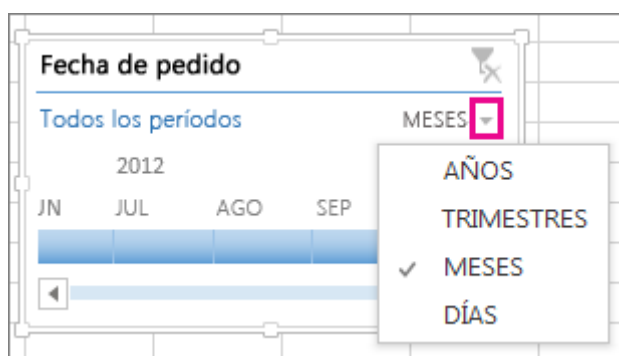 Fecha de pedido
Todos los períodos MESES
2012
JN JUL AGO SEP
AÑOS
TRIMESTRES
MESES
DÍAS